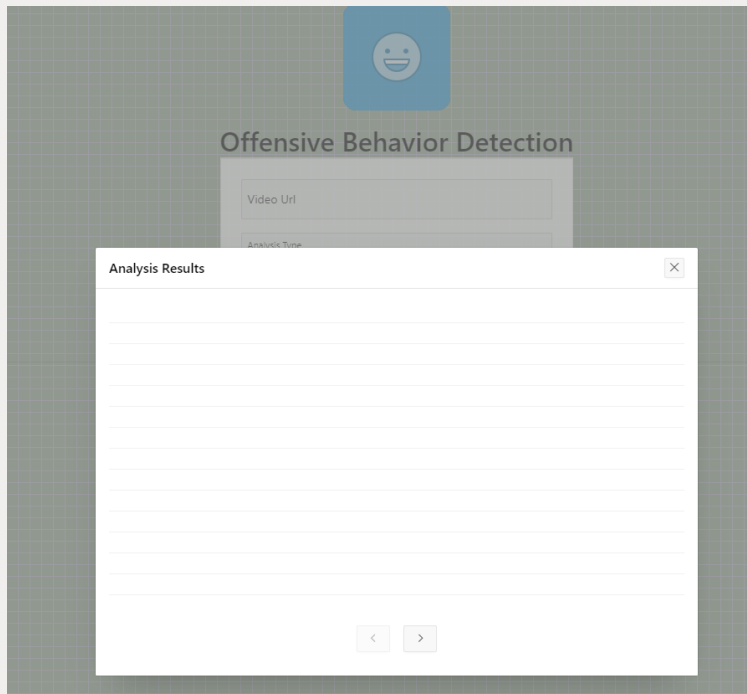 Offensive Behavior Detection
Video Url
Analysis Type
Analysis Results